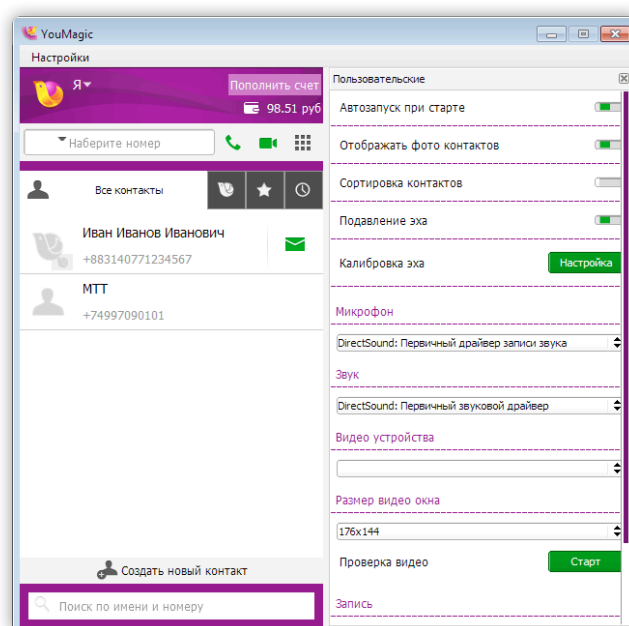 YouMagic
Настройки
Я
Пополнить счет
98.51 руб
Наберите номер
Все контакты
Иван Иванов Иванович
+883140771234567
МТТ
+74997090101
Создать новый контакт
Поиск по имени и номеру
Пользовательские
Автозапуск при старте
Отображать фото контактов
Сортировка контактов
Подавление эха
Калибровка эха
Настройка
Микрофон
DirectSound: Первичный драйвер записи звука
Звук
DirectSound: Первичный звуковой драйвер
Видео устройства
Размер видео окна
176x144
Проверка видео
Старт
Запись